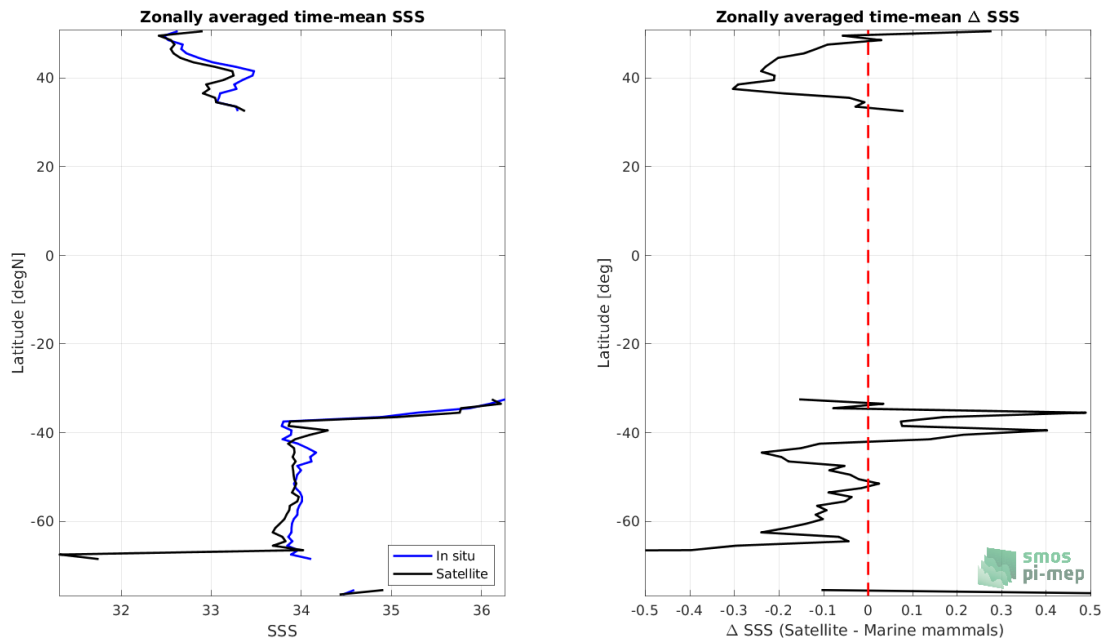 Zonally averaged time-mean SSS
40
20
0
-20
-40
-60
Latitude [degN]
32
33
34
35
36
SSS
In situ
Satellite
Zonally averaged time-mean Δ SSS
40
20
0
-20
-40
-60
Latitude [deg]
-0.5
-0.4
-0.3
-0.2
-0.1
0
0.1
0.2
0.3
0.4
0.5
Δ SSS (Satellite - Marine mammals)
smos
pi-mep